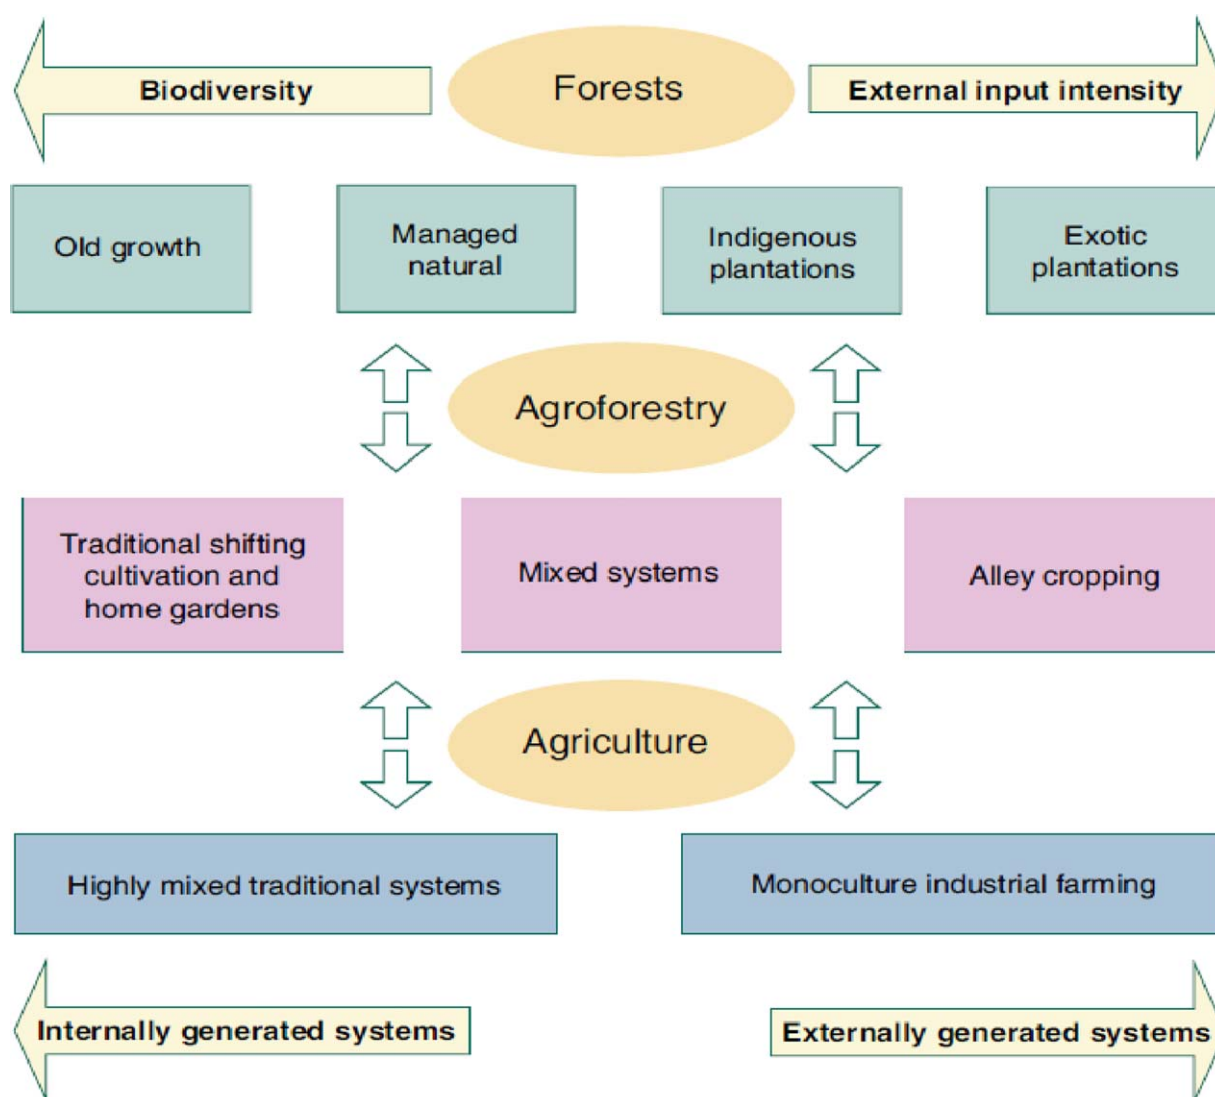 Biodiversity
Forests
External input intensity
Old growth
Managed
natural
Indigenous
plantations
Exotic
plantations
Agroforestry
Traditional shifting
cultivation and
home gardens
Mixed systems
Alley cropping
Agriculture
Highly mixed traditional systems
Monoculture industrial farming
Internally generated systems
Externally generated systems